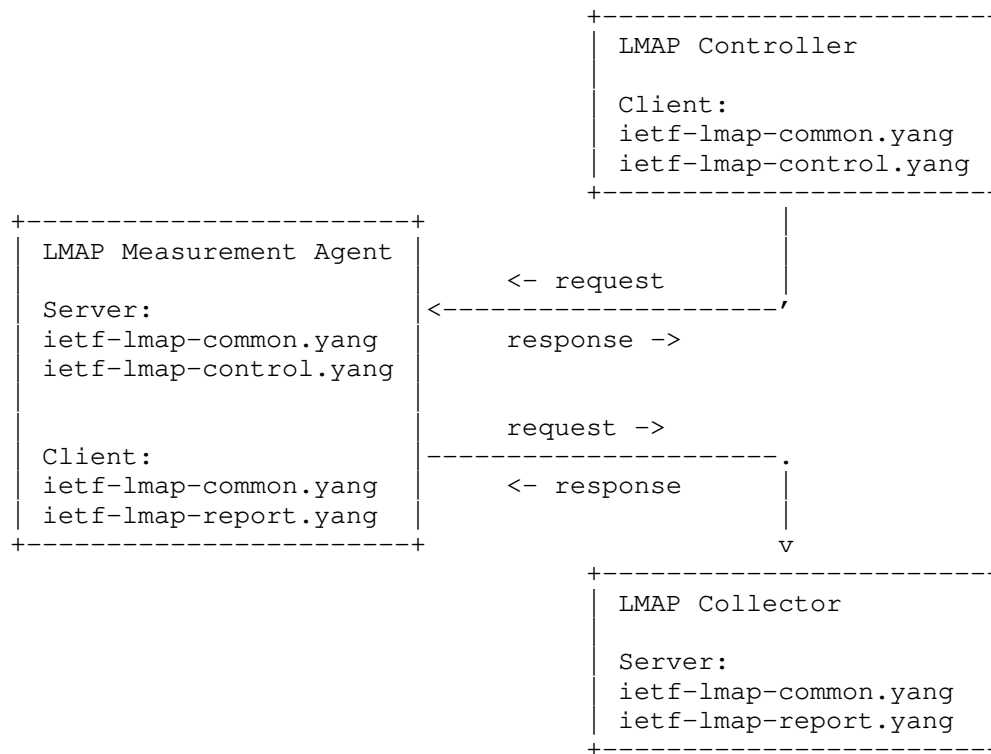 LMAP Controller
Client:
ietf-lmap-common.yang
ietf-lmap-control.yang
LMAP Measurement Agent
<- request
Server:
ietf-lmap-common.yang
response ->
ietf-lmap-control.yang
request ->
Client:
ietf-lmap-common.yang
<- response
ietf-lmap-report.yang
v
LMAP Collector
Server:
ietf-lmap-common.yang
ietf-lmap-report.yang